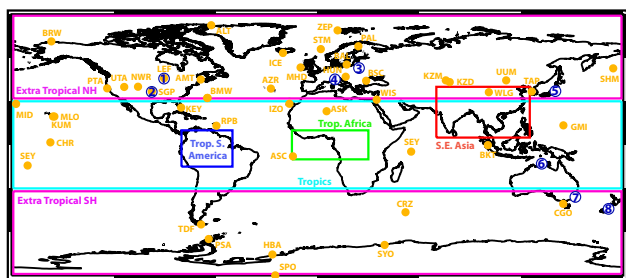 BRW
ALT
ZEP
STM
PAL
ICE
LEF
①
MHD
③
④
BSC
SHM
PTA
UTA
NWR
②
SGP
AMT
AZR
KZM
KZD
UUM
TAP
⑤
WLG
Extra Tropical NH
BMW
WIS
MID
MLO
KUM
KEY
IZO
ASK
RPB
Trop. Africa
GMI
CHR
Trop. S.
America
S.E. Asia
SEY
ASC
SEY
BKT
⑥
Tropics
Extra Tropical SH
⑦
CGO
⑧
CRZ
TDF
PSA
HBA
SYO
SPO